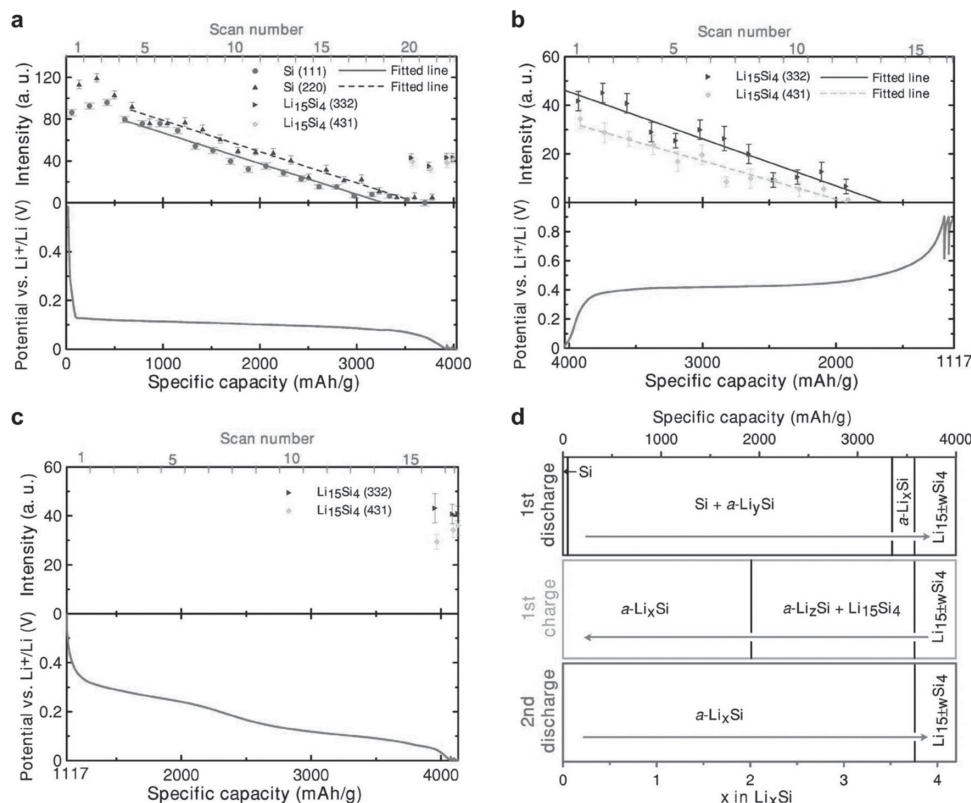 a
Scan number
1 5 10 15 20
Si (111) Fitted line
Si (220) Fitted line
Li15Si4 (332)
Li15Si4 (431)
Intensity (a. u.)
120
80
40
0
Potential vs. Li+/Li (V)
0.4
0.2
0
0 1000 2000 3000 4000
Specific capacity (mAh/g)
b
Scan number
1 5 10 15
Li15Si4 (332) Fitted line
Li15Si4 (431) Fitted line
Intensity (a. u.)
60
40
20
0
Potential vs. Li+/Li (V)
0.8
0.6
0.4
0.2
0
4000 3000 2000 1117
Specific capacity (mAh/g)
c
Scan number
1 5 10 15
Li15Si4 (332)
Li15Si4 (431)
Intensity (a. u.)
60
40
20
0
Potential vs. Li+/Li (V)
0.4
0.2
0
1117 2000 3000 4000
Specific capacity (mAh/g)
d
Specific capacity (mAh/g)
0 1000 2000 3000 4000
1st discharge
Si
Si + a-LiySi
a-LixSi
Li15±wSi4
1st charge
a-LixSi
a-LizSi + Li15Si4
Li15±wSi4
2nd discharge
a-LixSi
Li15±wSi4
0 1 2 3 4
x in LixSi